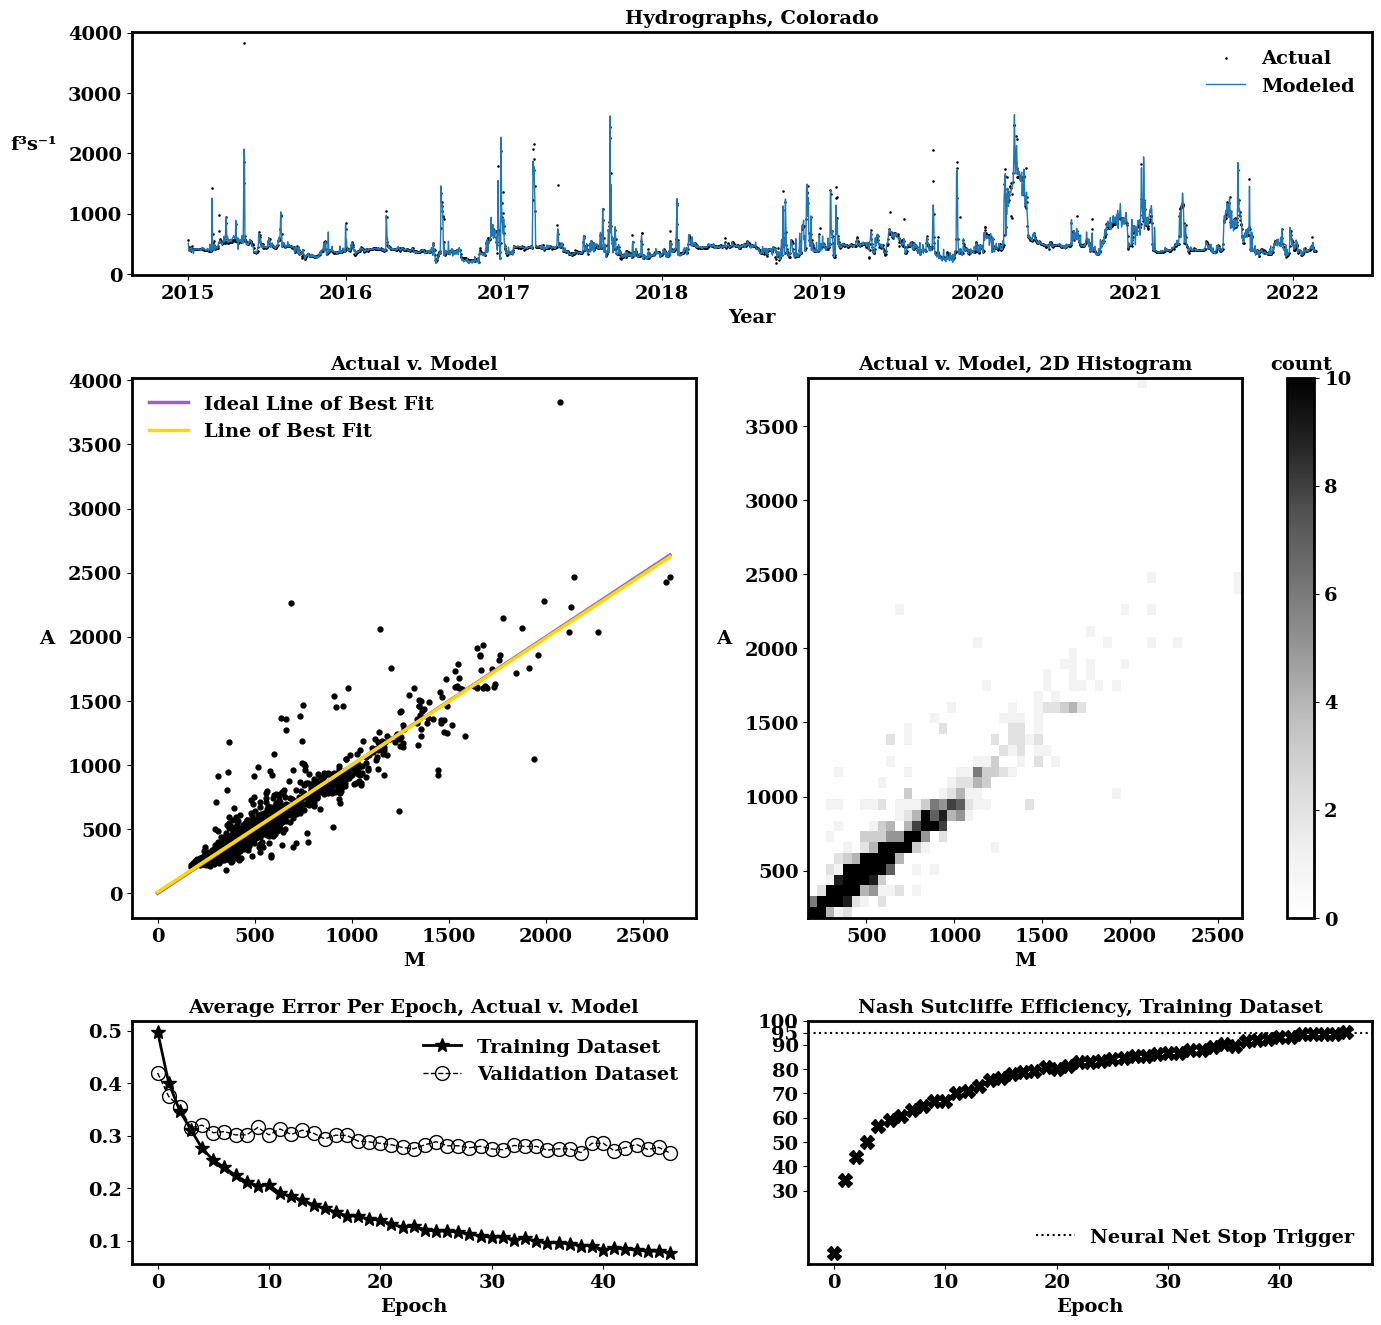 Hydrographs, Colorado
4000
3000
f³s⁻¹
2000
1000
0
Actual
Modeled
2015 2016 2017 2018 2019 2020 2021 2022
Year
Actual v. Model
4000
3500
3000
2500
2000
A
1500
1000
500
0
Ideal Line of Best Fit
Line of Best Fit
0 500 1000 1500 2000 2500
M
Actual v. Model, 2D Histogram
3500
3000
2500
2000
A
1500
1000
500
500 1000 1500 2000 2500
M
count
10
8
6
4
2
0
Average Error Per Epoch, Actual v. Model
0.5
0.4
0.3
0.2
0.1
Training Dataset
Validation Dataset
0 10 20 30 40
Epoch
Nash Sutcliffe Efficiency, Training Dataset
100
95
90
80
70
60
50
40
30
Neural Net Stop Trigger
0 10 20 30 40
Epoch